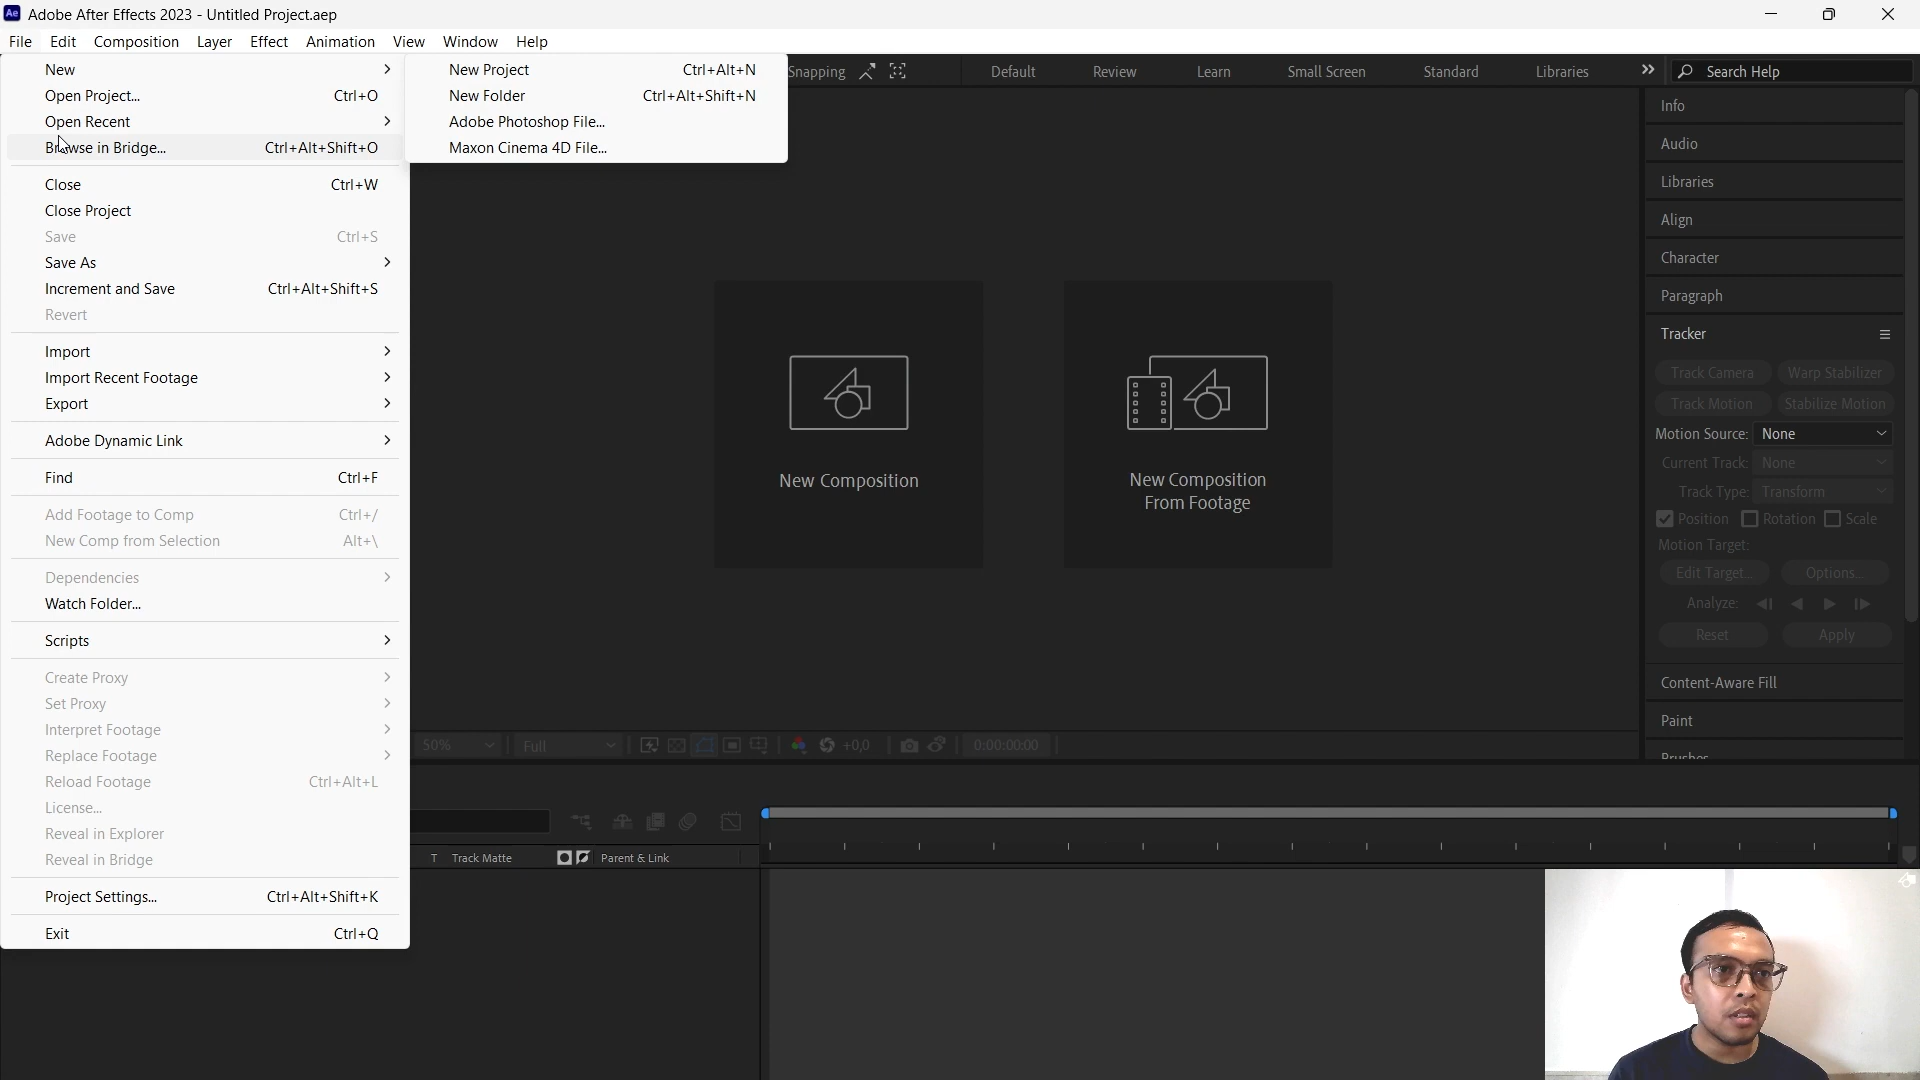 Ae Adobe After Effects 2023 - Untitled Project.aep
File Edit Composition Layer Effect Animation View Window Help
New
Open Project... Ctrl+O
Open Recent
Browse in Bridge... Ctrl+Alt+Shift+O
Close Ctrl+W
Close Project
Save Ctrl+S
Save As
Increment and Save Ctrl+Alt+Shift+S
Revert
Import
Import Recent Footage
Export
Adobe Dynamic Link
Find Ctrl+F
Add Footage to Comp Ctrl+/
New Comp from Selection Alt+\
Dependencies
Watch Folder...
Scripts
Create Proxy
Set Proxy
Interpret Footage
Replace Footage
Reload Footage Ctrl+Alt+L
License...
Reveal in Explorer
Reveal in Bridge
Project Settings... Ctrl+Alt+Shift+K
Exit Ctrl+Q
New Project Ctrl+Alt+N
New Folder Ctrl+Alt+Shift+N
Adobe Photoshop File...
Maxon Cinema 4D File...
Snapping Default Review Learn Small Screen Standard Libraries Search Help
New Composition
New Composition
From Footage
Info
Audio
Libraries
Align
Character
Paragraph
Tracker
Track Camera Warp Stabilizer
Track Motion Stabilize Motion
Motion Source: None
Current Track: None
Track Type: Transform
Position Rotation Scale
Motion Target:
Edit Target... Options...
Analyze:
Reset Apply
Content-Aware Fill
Paint
Brushes
50% Full +0,0 0:00:00:00
T Track Matte Parent & Link